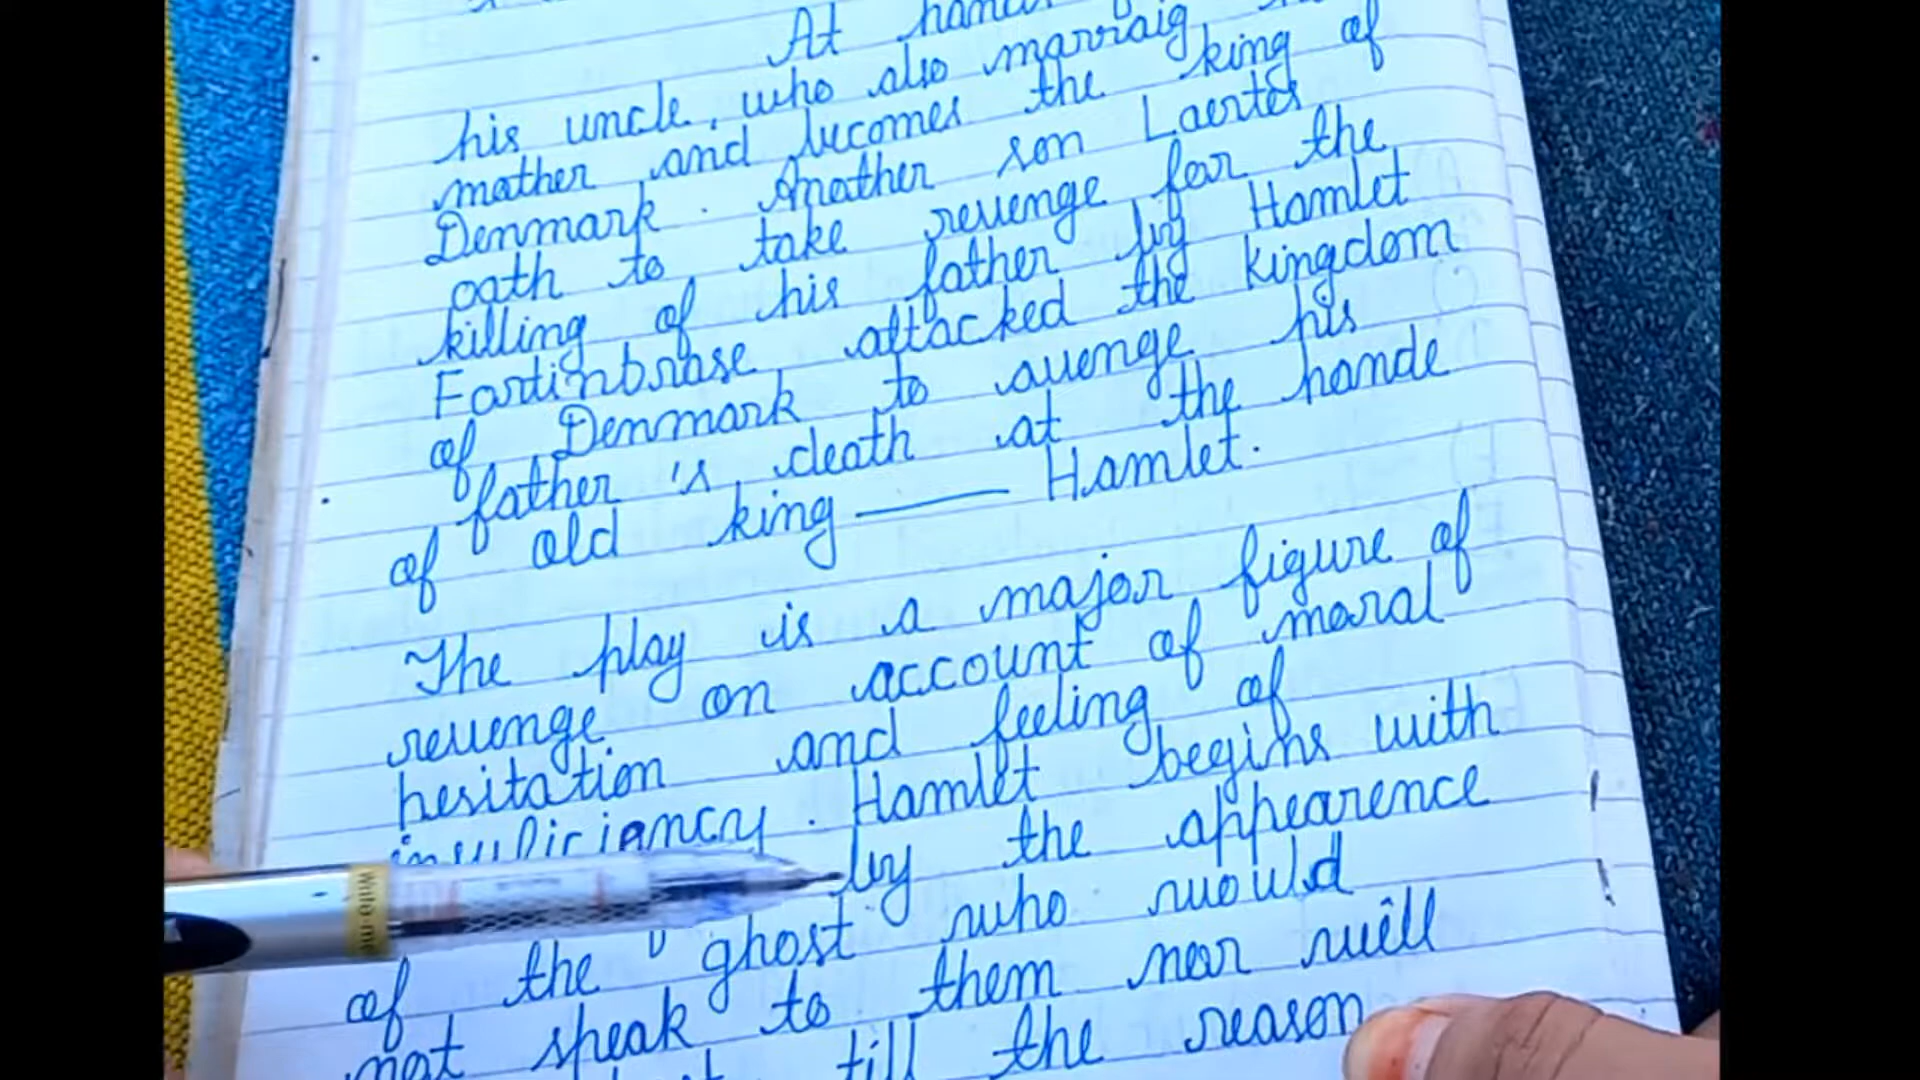 At
his uncle, who also marraig
mather and becomes the king of
Denmark. Another son Laertes
oath to take revenge for the
killing of his father by Hamlet
Fortinbrase attacked the kingdom
of Denmark to avenge his
father's death at the hande
of old king — Hamlet.
The play is a major figure of
revenge on account of moral
hesitation and feeling of
insuficiancy. Hamlet begins with
by the appearence
of the ghost who would
not speak to them nor will
till the reason